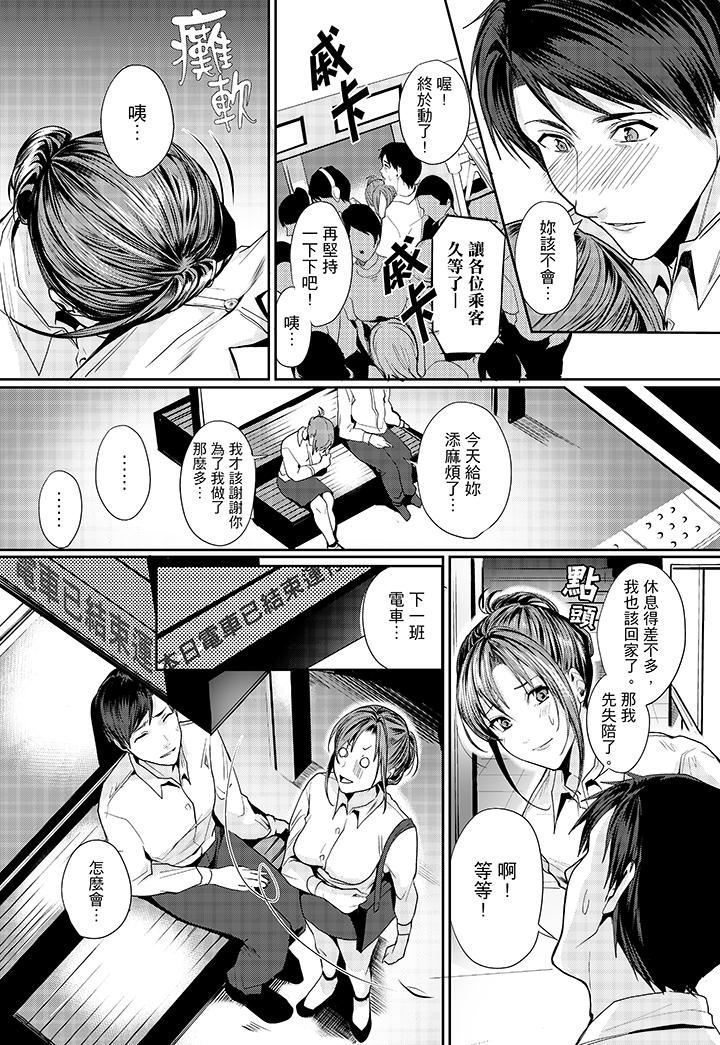 妳該不會…
喔！
終於動了！
戚卡
讓各位乘客
久等了—
戚卡
再堅持
一下下吧！
咦…
癱軟
咦…
今天給妳
添麻煩了…
我才該謝謝你
為了我做了
那麼多…
……
……
休息得差不多，
我也該回家了。那我
先失陪了。
點頭
啊！
等等！
下一班
電車…
電車已結束運
本日電車已結束運行
怎麼會…